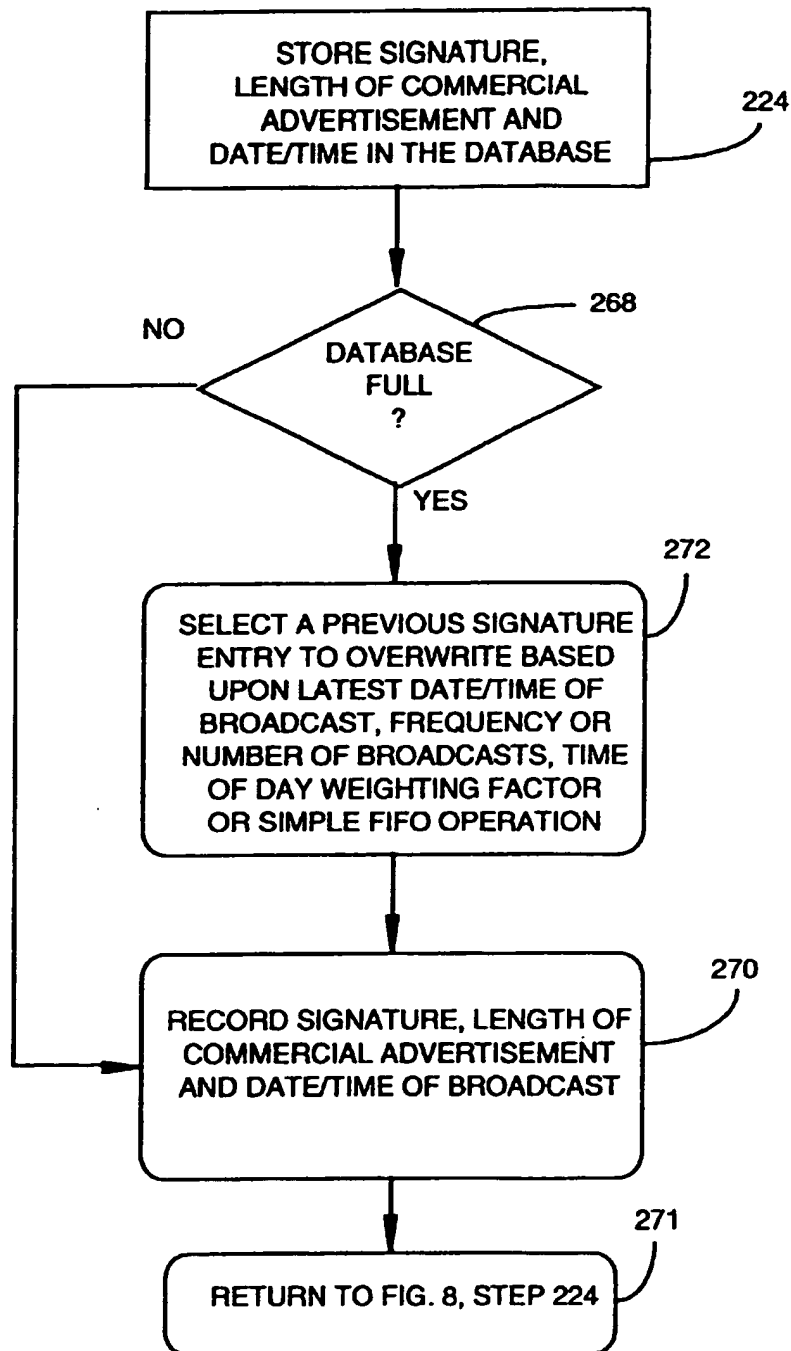 STORE SIGNATURE,
LENGTH OF COMMERCIAL
ADVERTISEMENT AND
DATE/TIME IN THE DATABASE
224
268
NO
DATABASE
FULL
?
YES
272
SELECT A PREVIOUS SIGNATURE
ENTRY TO OVERWRITE BASED
UPON LATEST DATE/TIME OF
BROADCAST, FREQUENCY OR
NUMBER OF BROADCASTS, TIME
OF DAY WEIGHTING FACTOR
OR SIMPLE FIFO OPERATION
270
RECORD SIGNATURE, LENGTH OF
COMMERCIAL ADVERTISEMENT
AND DATE/TIME OF BROADCAST
271
RETURN TO FIG. 8, STEP 224